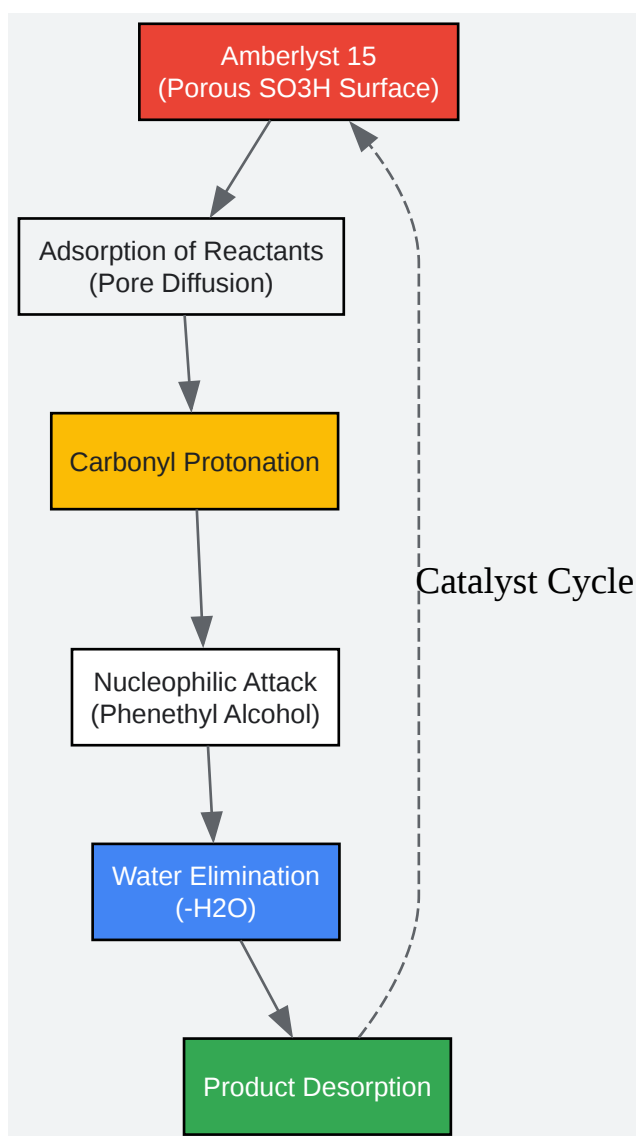 Amberlyst 15
(Porous SO3H Surface)
Adsorption of Reactants
(Pore Diffusion)
Carbonyl Protonation
Catalyst Cycle
Nucleophilic Attack
(Phenethyl Alcohol)
Water Elimination
(-H2O)
Product Desorption